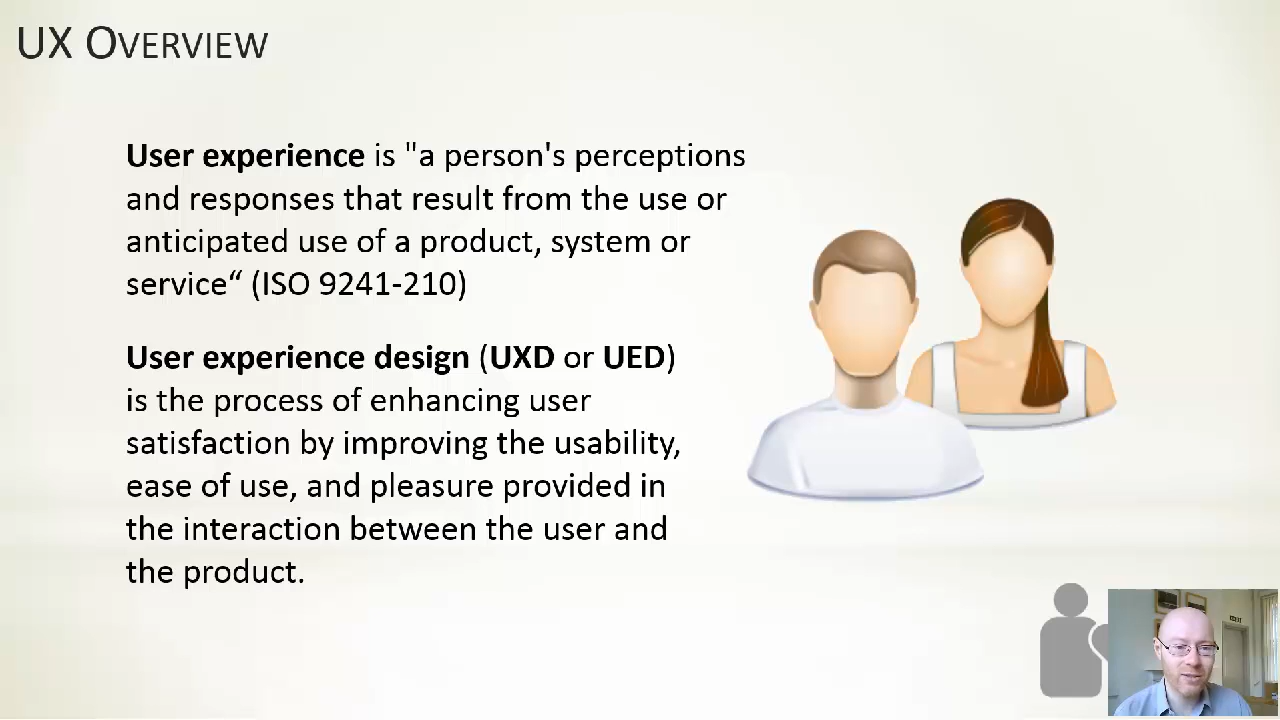 UX OVERVIEW
User experience is "a person's perceptions
and responses that result from the use or
anticipated use of a product, system or
service“ (ISO 9241-210)
User experience design (UXD or UED)
is the process of enhancing user
satisfaction by improving the usability,
ease of use, and pleasure provided in
the interaction between the user and
the product.